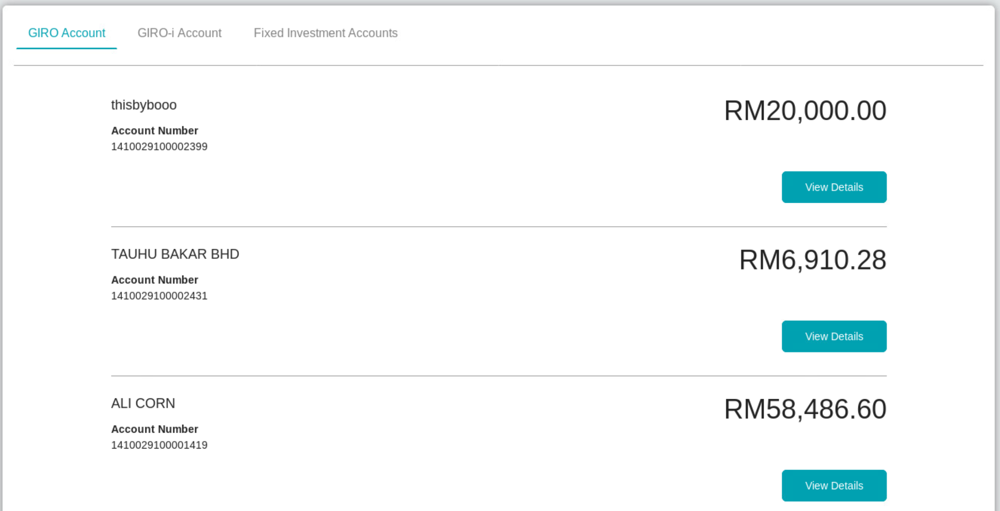 GIRO Account GIRO-i Account Fixed Investment Accounts
thisbybooo
RM20,000.00
Account Number
1410029100002399
View Details
TAUHU BAKAR BHD
RM6,910.28
Account Number
1410029100002431
View Details
ALI CORN
RM58,486.60
Account Number
1410029100001419
View Details